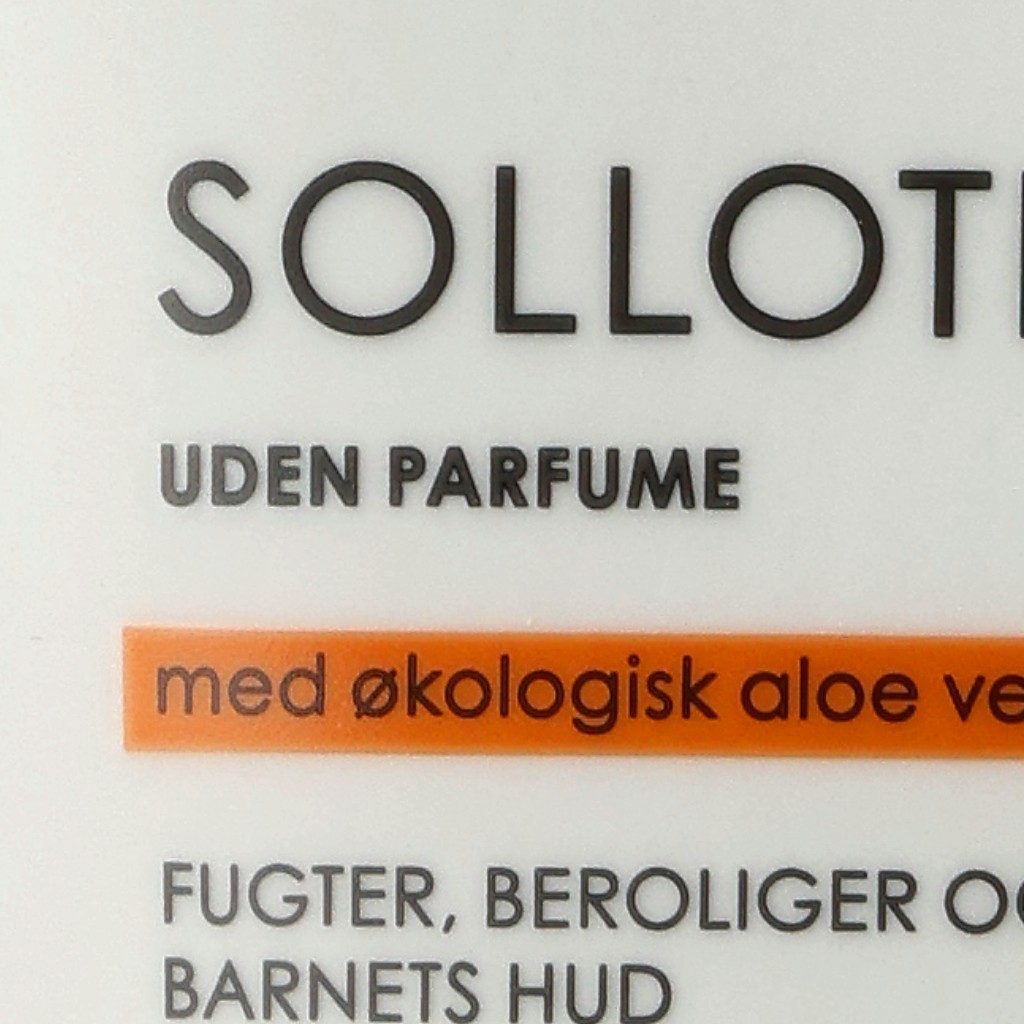 SOLLOT
UDEN PARFUME
med økologisk aloe ve
FUGTER, BEROLIGER O
BARNETS HUD